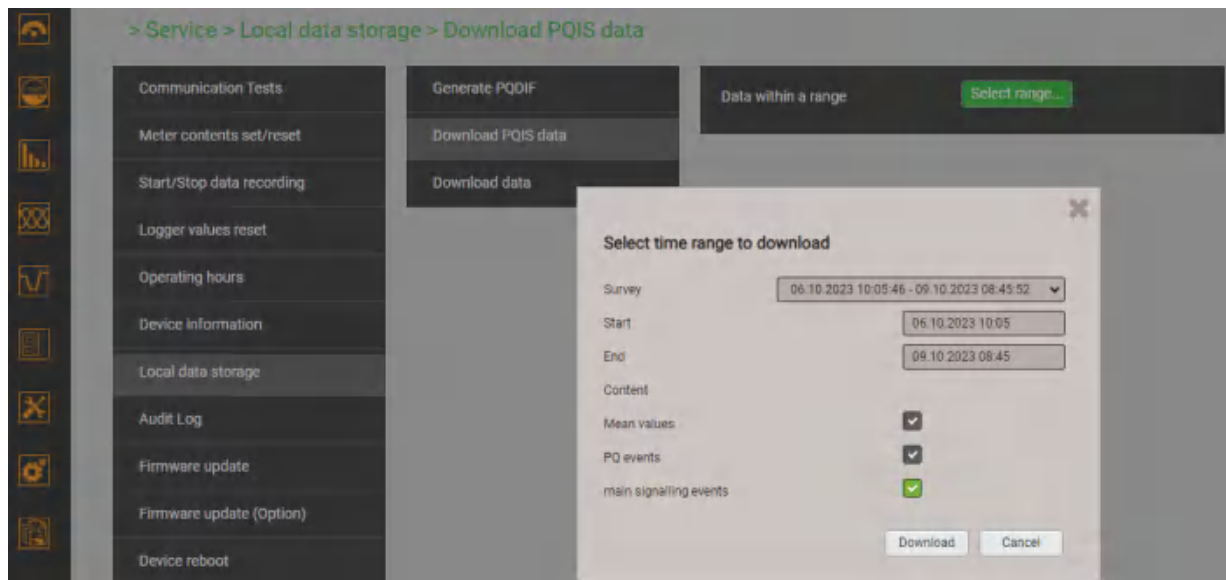 > Service > Local data storage > Download PQIS data
Communication Tests
Meter contents set/reset
Start/Stop data recording
Logger values reset
Operating hours
Device information
Local data storage
Audit Log
Firmware update
Firmware update (Option)
Device reboot
Generate PQDIF
Download PQIS data
Download data
Data within a range
Select range...
Select time range to download
Survey 06.10.2023 10:05:46 - 09.10.2023 08:45:52
Start 06.10.2023 10:05
End 09.10.2023 08:45
Content
Mean values
PQ events
main signalling events
Download Cancel